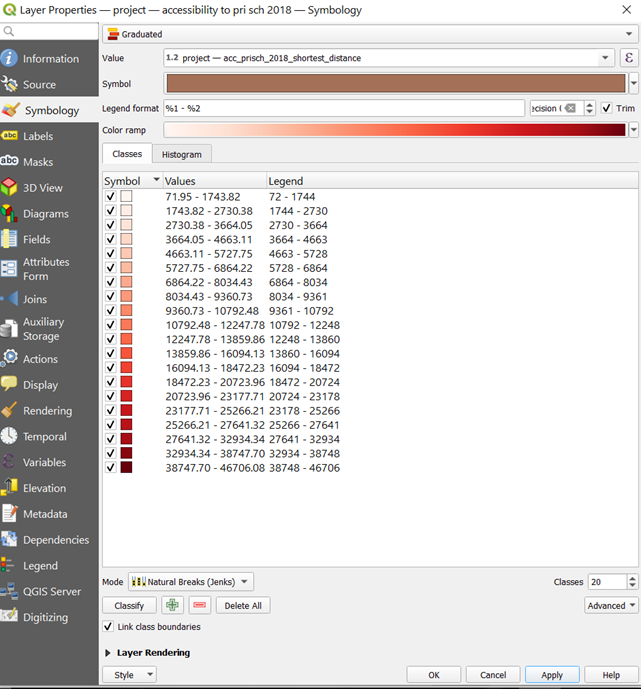 Layer Properties — project — accessibility to pri sch 2018 — Symbology
Information
Source
Symbology
Labels
Masks
3D View
Diagrams
Fields
Attributes
Form
Joins
Auxiliary
Storage
Actions
Display
Rendering
Temporal
Variables
Elevation
Metadata
Dependencies
Legend
QGIS Server
Digitizing
Graduated
Value 1.2 project — acc_prisch_2018_shortest_distance ε
Symbol
Legend format %1 - %2 ecision ( Trim
Color ramp
Classes Histogram
Symbol Values Legend
71.95 - 1743.82 72 - 1744
1743.82 - 2730.38 1744 - 2730
2730.38 - 3664.05 2730 - 3664
3664.05 - 4663.11 3664 - 4663
4663.11 - 5727.75 4663 - 5728
5727.75 - 6864.22 5728 - 6864
6864.22 - 8034.43 6864 - 8034
8034.43 - 9360.73 8034 - 9361
9360.73 - 10792.48 9361 - 10792
10792.48 - 12247.78 10792 - 12248
12247.78 - 13859.86 12248 - 13860
13859.86 - 16094.13 13860 - 16094
16094.13 - 18472.23 16094 - 18472
18472.23 - 20723.96 18472 - 20724
20723.96 - 23177.71 20724 - 23178
23177.71 - 25266.21 23178 - 25266
25266.21 - 27641.32 25266 - 27641
27641.32 - 32934.34 27641 - 32934
32934.34 - 38747.70 32934 - 38748
38747.70 - 46706.08 38748 - 46706
Mode Natural Breaks (Jenks) Classes 20
Classify Delete All Advanced
Link class boundaries
Layer Rendering
Style OK Cancel Apply Help